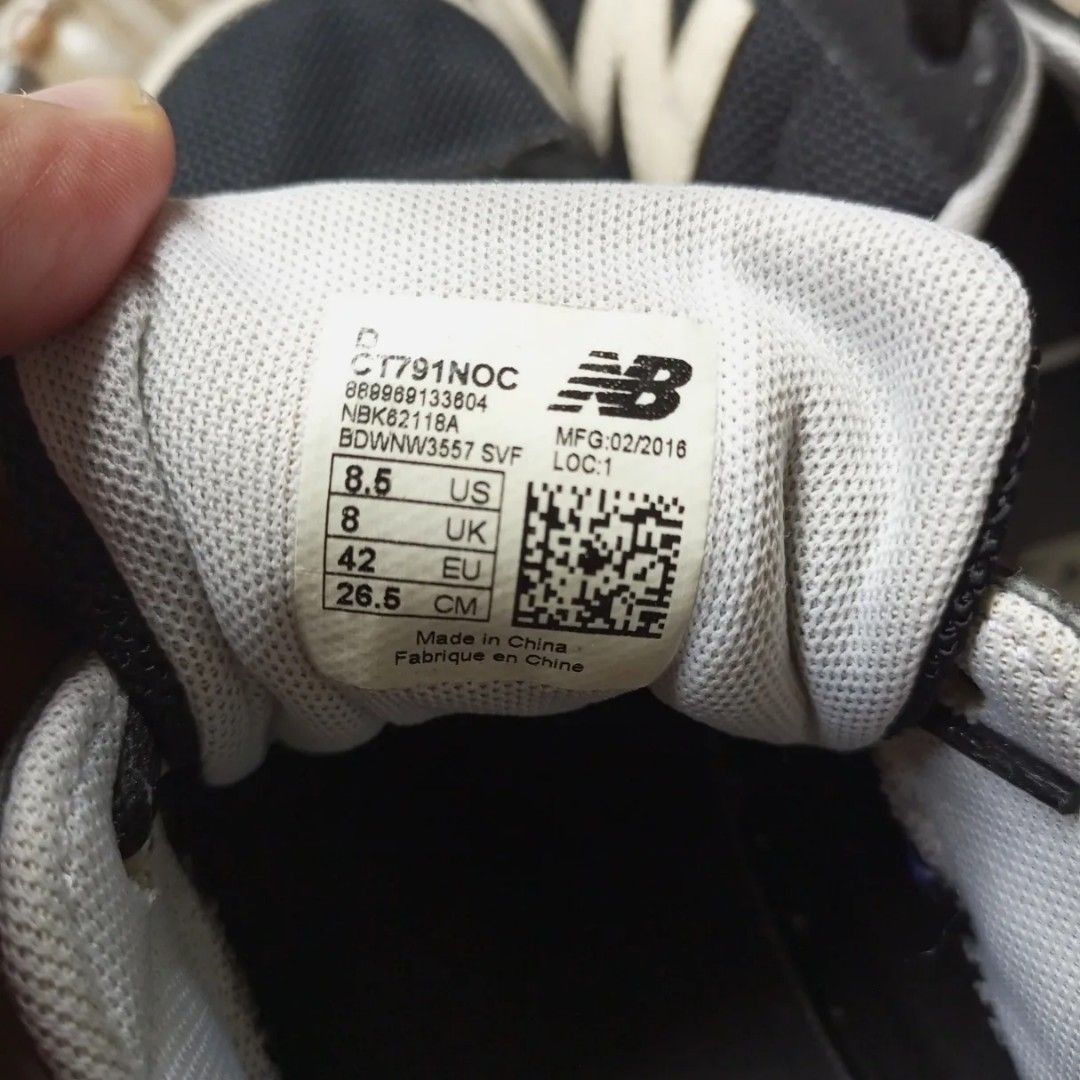 D
CT791NOC
889969133604
NBK62118A
BDWNW3557 SVF
NB
MFG:02/2016
LOC:1
8.5 US
8 UK
42 EU
26.5 CM
Made in China
Fabrique en Chine